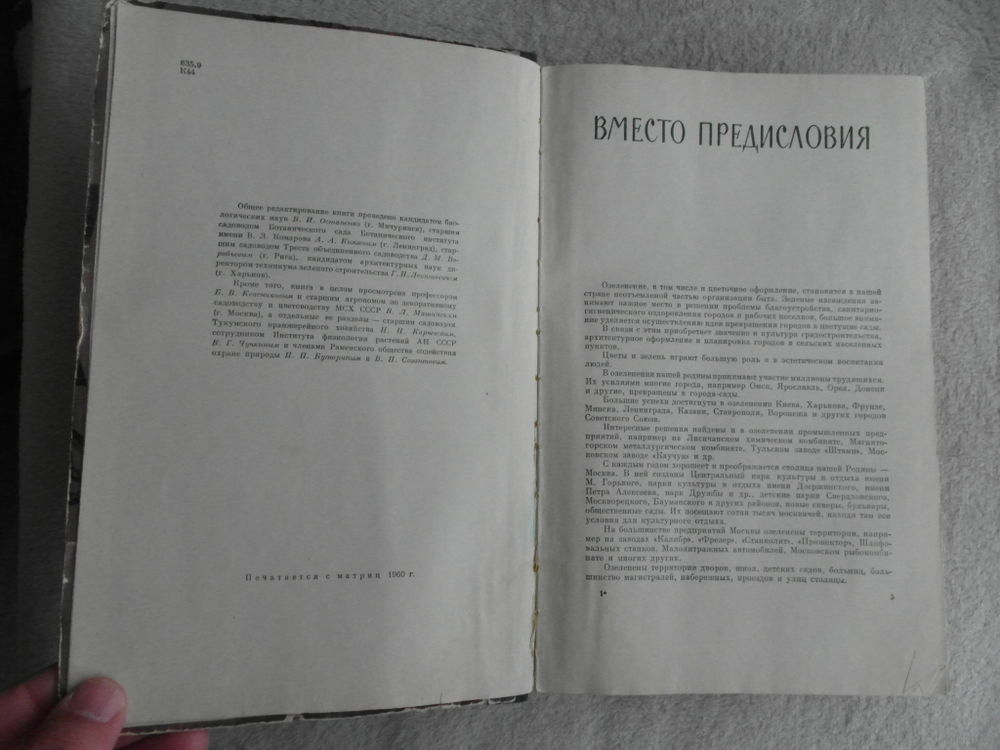 635.9
К44
Общее редактирование книги проведено кандидатом био-
логических наук В. И. Остапенко (г. Мичуринск), старшим
садоводом Ботанического сада Ботанического института
имени В. Л. Комарова А. А. (г. Ленинград), стар-
шим садоводом Треста объединенного садоводства Д. М.
(г. Рига), кандидатом архитектурных наук ди-
ректором техникума зеленого строительства Г. И.
(г. Харьков).
Кроме того, книга в целом просмотрена профессором
Б. В. и старшим агрономом по декоративному
садоводству и цветоводству МСХ СССР В. Л.
(г. Москва), а отдельные ее разделы — старшим садоводом
Тукумского оранжерейного хозяйства
сотрудником Института физиологии растений АН СССР
В. Г. и членами Раменского общества содействия
охране природы П. П. и В. П.
Печатается с матриц 1960 г.
ВМЕСТО ПРЕДИСЛОВИЯ
Озеленение, в том числе и цветочное оформление, становится в нашей
стране неотъемлемой частью организации быта. Зеленые насаждения за-
нимают важное место в решении проблемы благоустройства, санитарно-
гигиенического оздоровления городов и рабочих поселков, большое внима-
ние уделяется осуществлению идеи превращения городов в цветущие сады.
В связи с этим приобретает значение и культура градостроительства,
архитектурное оформление и планировка городов и сельских населенных
пунктов.
Цветы и зелень играют большую роль и в эстетическом воспитании
людей.
В озеленении нашей родины принимают участие миллионы трудящихся.
Их усилиями многие города, например Омск, Ярославль, Орел, Донецк
и другие, превращены в города-сады.
Большие успехи достигнуты в озеленении Киева, Харькова, Фрунзе,
Минска, Ленинграда, Казани, Ставрополя, Воронежа и других городов
Советского Союза.
Интересные решения найдены и в озеленении промышленных пред-
приятий, например на Лисичанском химическом комбинате, Магнито-
горском металлургическом комбинате, Тульском заводе «Штамп», Мос-
ковском заводе «Каучук» и др.
С каждым годом хорошеет и преображается столица нашей Родины —
Москва. В ней созданы Центральный парк культуры и отдыха имени
М. Горького, парки культуры и отдыха имени Дзержинского, имени
Петра Алексеева, парк Дружбы и др., детские парки Свердловского,
Москворецкого, Бауманского и других районов, новые скверы, бульвары,
общественные сады. Их посещают сотни тысяч москвичей, находя там все
условия для культурного отдыха.
На большинстве предприятий Москвы озеленены территории, напри-
мер на заводах «Калибр», «Фрезер», «Станколит», «Прожектор», Шлифо-
вальных станков, Малолитражных автомобилей, Московском рыбокомби-
нате и многих других.
Озеленены территории дворов, школ, детских садов, больниц, боль-
шинство магистралей, набережных, проездов и улиц столицы.
1*
3